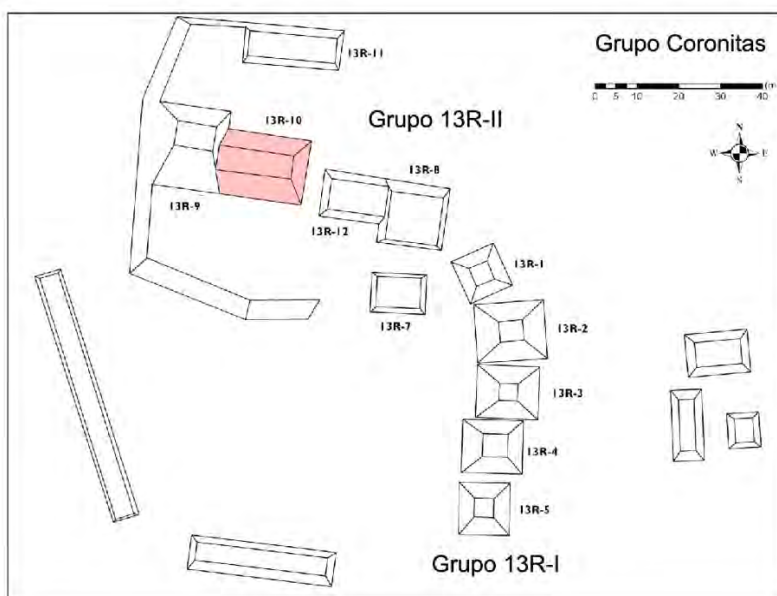 Grupo Coronitas
0 5 10 20 30 40 (m
N
W E
S
13R-11
13R-10
Grupo 13R-II
13R-8
13R-9
13R-12
13R-1
13R-7
13R-2
13R-3
13R-4
13R-5
Grupo 13R-I